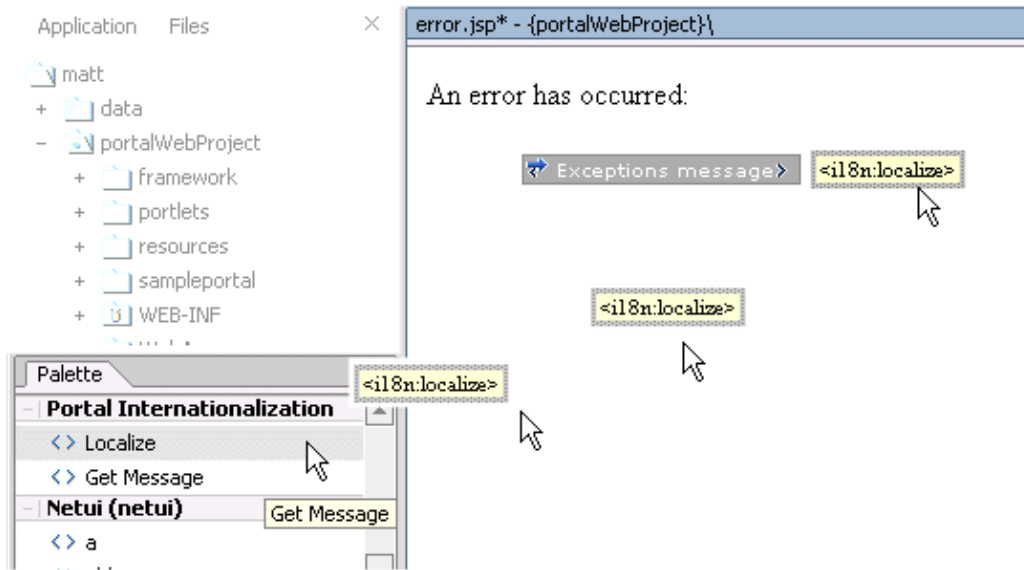 Application Files
matt
+ data
– portalWebProject
+ framework
+ portlets
+ resources
+ sampleportal
+ WEB-INF
error.jsp* - {portalWebProject}\
An error has occurred:
Exceptions message
<i18n:localize>
<i18n:localize>
<i18n:localize>
Palette
Portal Internationalization
<> Localize
<> Get Message
Netui (netui)
Get Message
<> a